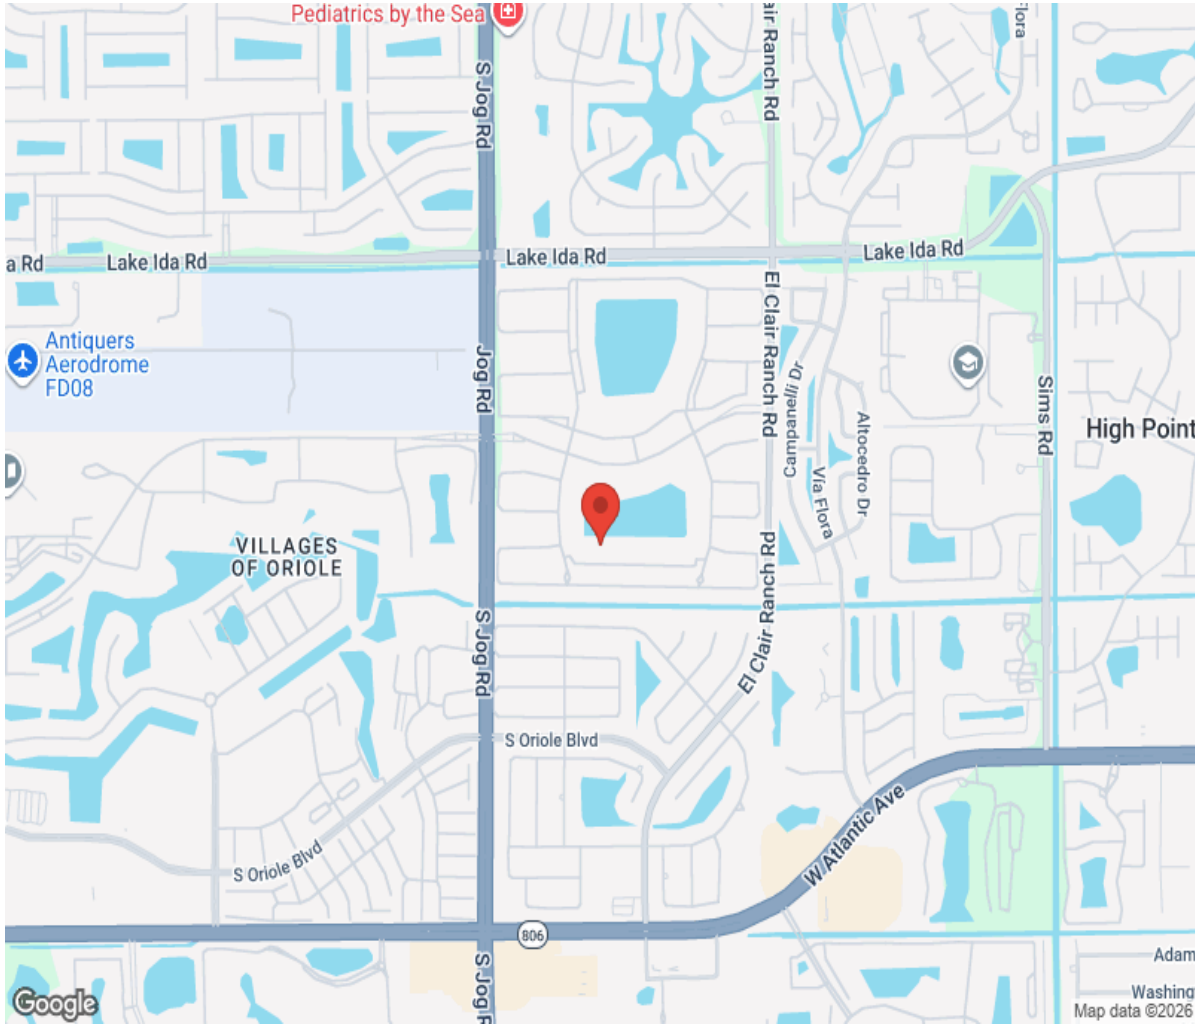 Pediatrics by the Sea
S Jog Rd
air Ranch Rd
Flora
a Rd
Lake Ida Rd
Lake Ida Rd
Lake Ida Rd
Antiquers
Aerodrome
FD08
Jog Rd
El Clair Ranch Rd
Campanelli Dr
Altocedro Dr
Vía Flora
Sims Rd
High Point
VILLAGES
OF ORIOLE
El Clair Ranch Rd
S Jog Rd
S Oriole Blvd
S Oriole Blvd
W Atlantic Ave
806
S Jog R
Adam
Washing
Google
Map data ©2026